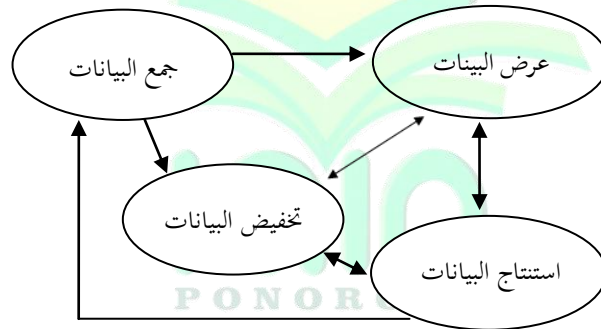 جمع البيانات
عرض البينات
تخفيض البيانات
استنتاج البيانات
PONORO